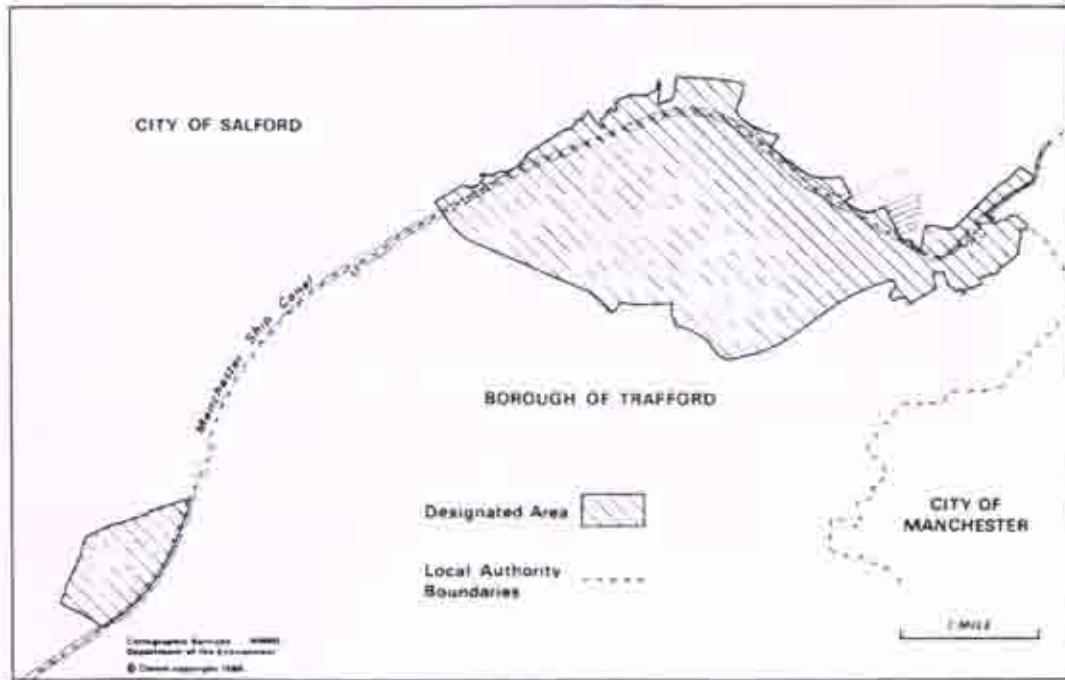 CITY OF SALFORD
Manchester Ship Canal
BOROUGH OF TRAFFORD
Designated Area
Local Authority
Boundaries
CITY OF
MANCHESTER
1 MILE
Cartographic Services
Department of the Environment
© Crown copyright